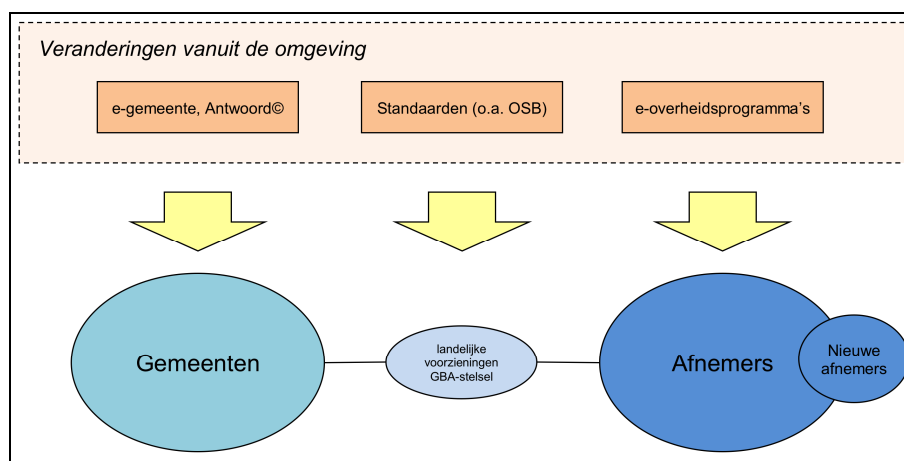 Veranderingen vanuit de omgeving
e-gemeente, Antwoord©
Standaarden (o.a. OSB)
e-overheidsprogramma's
Gemeenten
landelijke
voorzieningen
GBA-stelsel
Afnemers
Nieuwe
afnemers